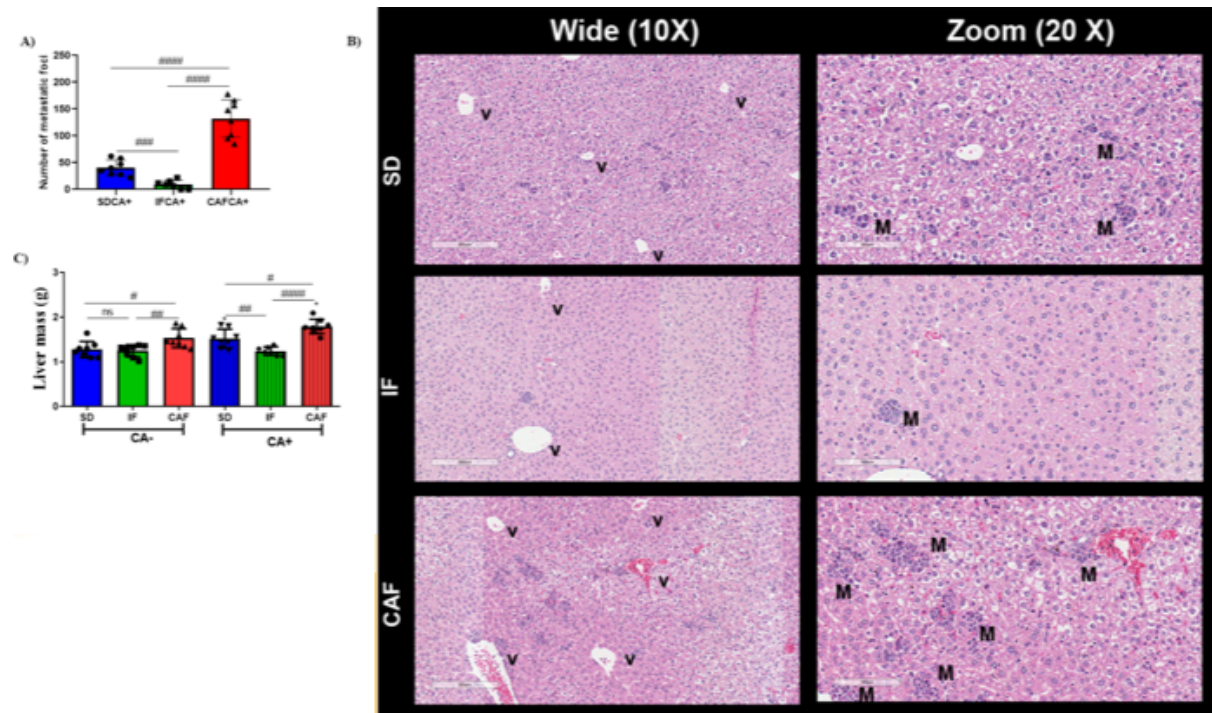 A)
Number of metastatic foci
250
200
150
100
50
0
####
####
###
SDCA+ IFCA+ CAFCA+
B)
Wide (10X) Zoom (20 X)
SD
V
V
V
V
M
M
M
IF
V
V
M
CAF
V
V
V
V
V
M
M
M
M
M
M
C)
Liver mass (g)
3
2
1
0
#
ns ##
#
####
##
* *
SD IF CAF SD IF CAF
CA- CA+